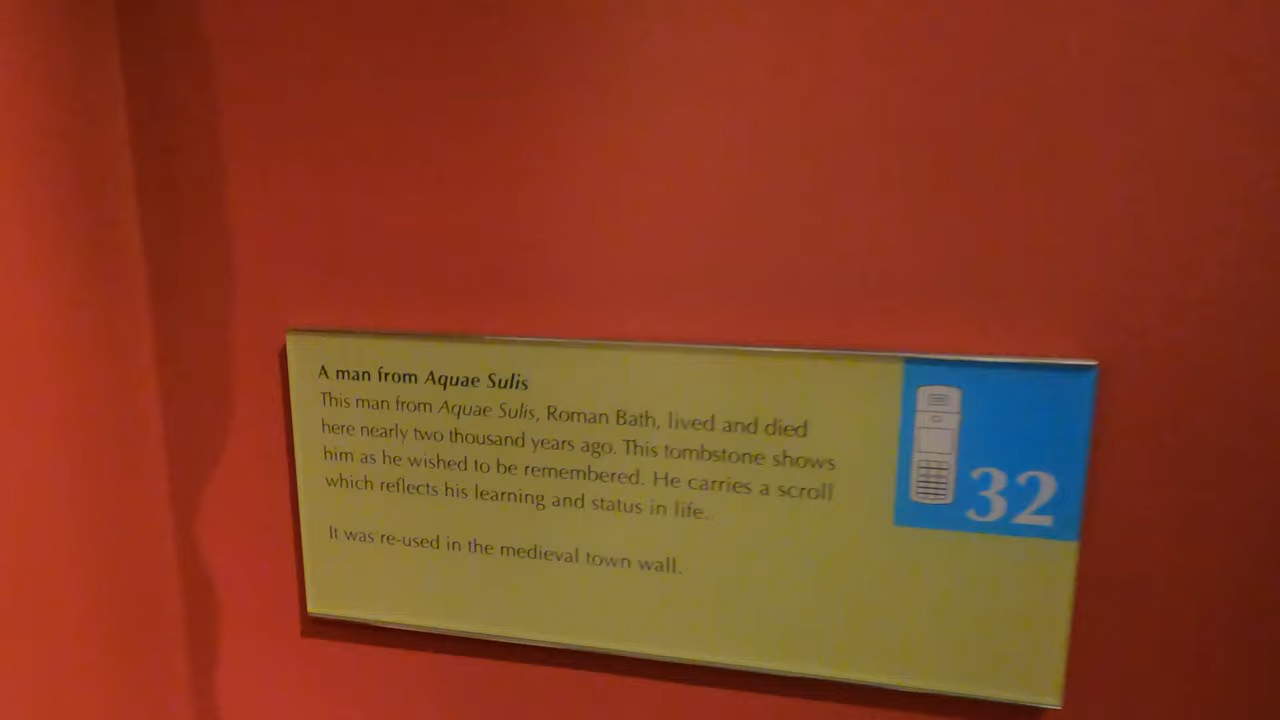 A man from Aquae Sulis
This man from Aquae Sulis, Roman Bath, lived and died
here nearly two thousand years ago. This tombstone shows
him as he wished to be remembered. He carries a scroll
which reflects his learning and status in life.
It was re-used in the medieval town wall.
32